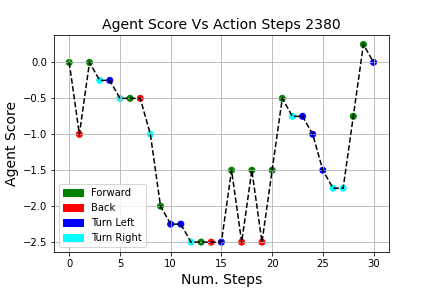 Agent Score Vs Action Steps 2380
Agent Score
0.0
−0.5
−1.0
−1.5
−2.0
−2.5
Forward
Back
Turn Left
Turn Right
0 5 10 15 20 25 30
Num. Steps